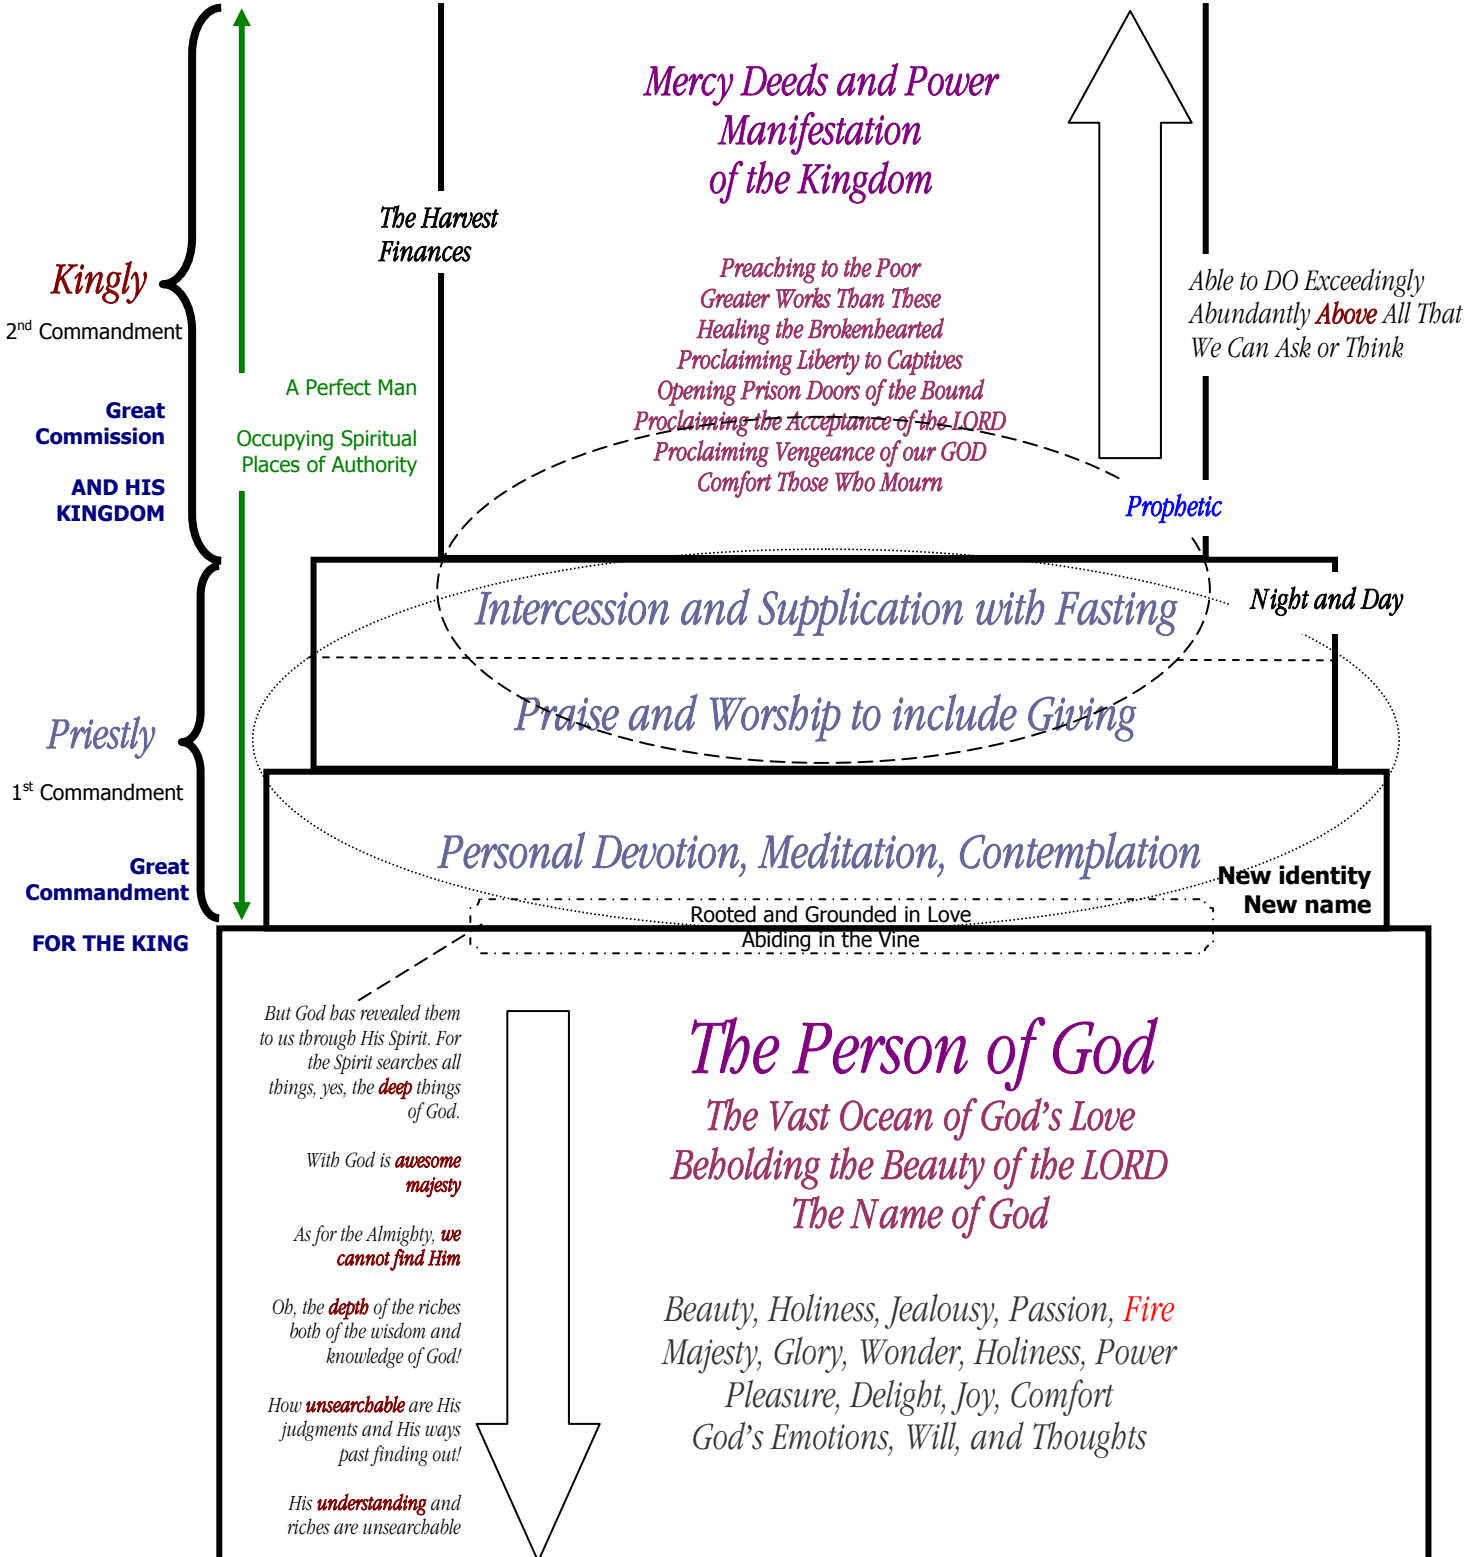 Mercy Deeds and Power
Manifestation
of the Kingdom
The Harvest
Finances
Preaching to the Poor
Greater Works Than These
Healing the Brokenhearted
Proclaiming Liberty to Captives
Opening Prison Doors of the Bound
Proclaiming the Acceptance of the LORD
Proclaiming Vengeance of our GOD
Comfort Those Who Mourn
Able to DO Exceedingly
Abundantly Above All That
We Can Ask or Think
Prophetic
Kingly
2nd Commandment
Great
Commission
AND HIS
KINGDOM
A Perfect Man
Occupying Spiritual
Places of Authority
Intercession and Supplication with Fasting
Night and Day
Praise and Worship to include Giving
Priestly
1st Commandment
Great
Commandment
FOR THE KING
Personal Devotion, Meditation, Contemplation
New identity
New name
Rooted and Grounded in Love
Abiding in the Vine
But God has revealed them
to us through His Spirit. For
the Spirit searches all
things, yes, the deep things
of God.
With God is awesome
majesty
As for the Almighty, we
cannot find Him
Oh, the depth of the riches
both of the wisdom and
knowledge of God!
How unsearchable are His
judgments and His ways
past finding out!
His understanding and
riches are unsearchable
The Person of God
The Vast Ocean of God's Love
Beholding the Beauty of the LORD
The Name of God
Beauty, Holiness, Jealousy, Passion, Fire
Majesty, Glory, Wonder, Holiness, Power
Pleasure, Delight, Joy, Comfort
God's Emotions, Will, and Thoughts